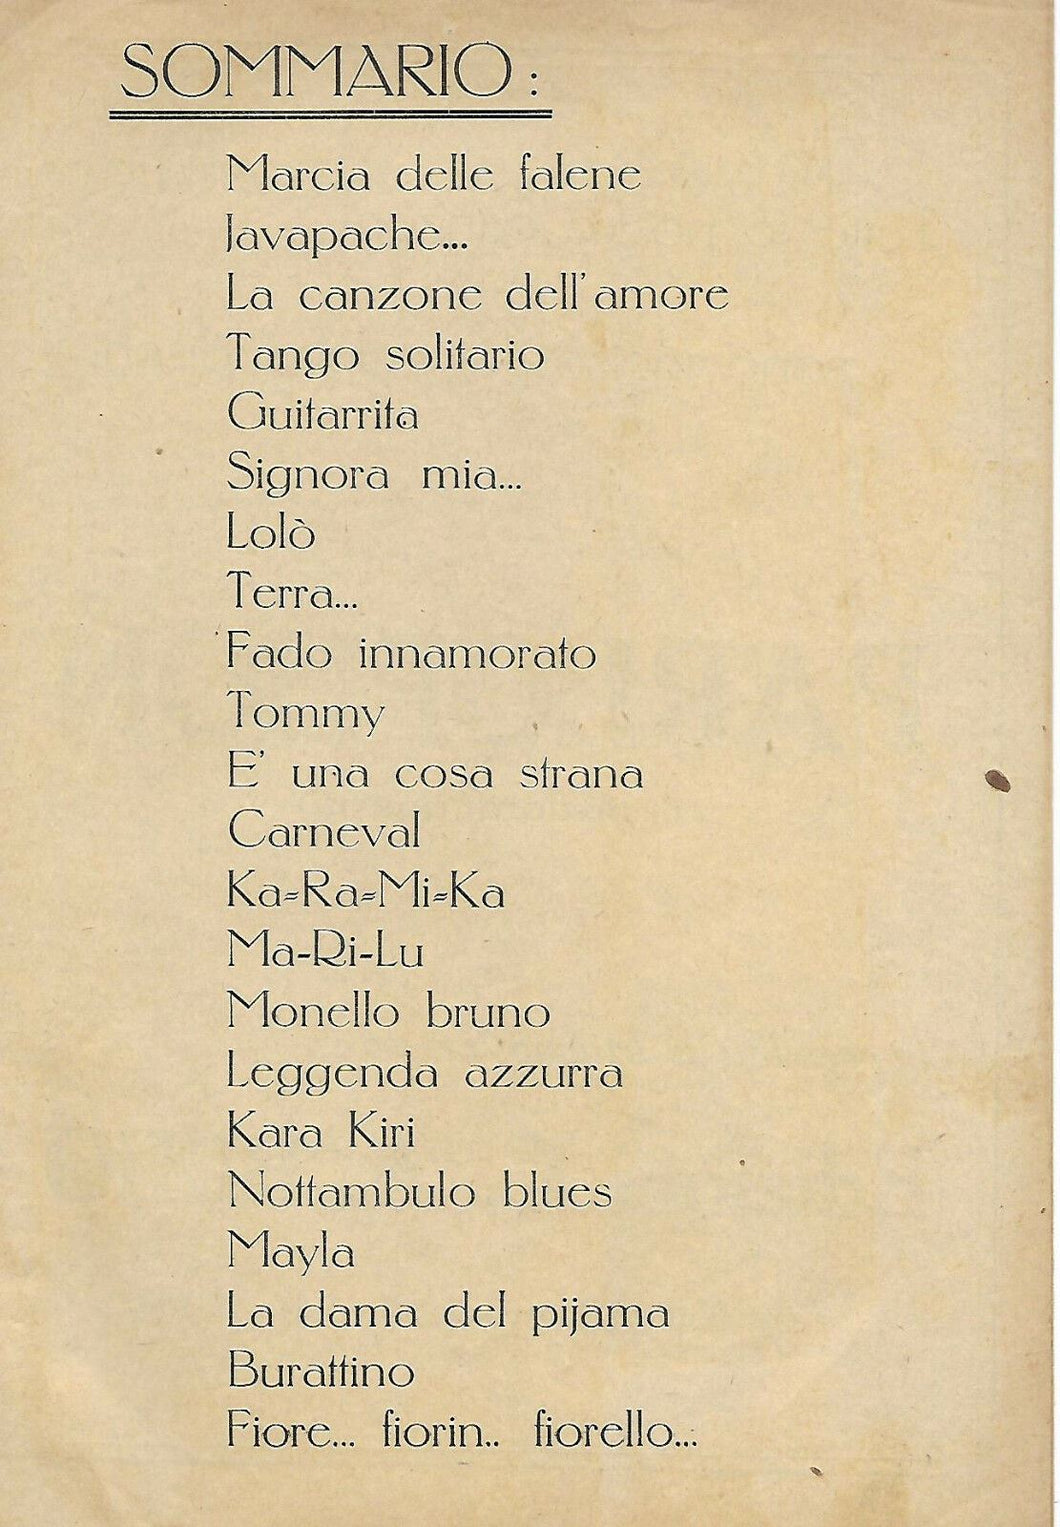 SOMMARIO :
Marcia delle falene
Javapache...
La canzone dell'amore
Tango solitario
Guitarrita
Signora mia...
Lolò
Terra...
Fado innamorato
Tommy
E' una cosa strana
Carneval
Ka=Ra=Mi=Ka
Ma-Ri-Lu
Monello bruno
Leggenda azzurra
Kara Kiri
Nottambulo blues
Mayla
La dama del pijama
Burattino
Fiore... fiorin.. fiorello...